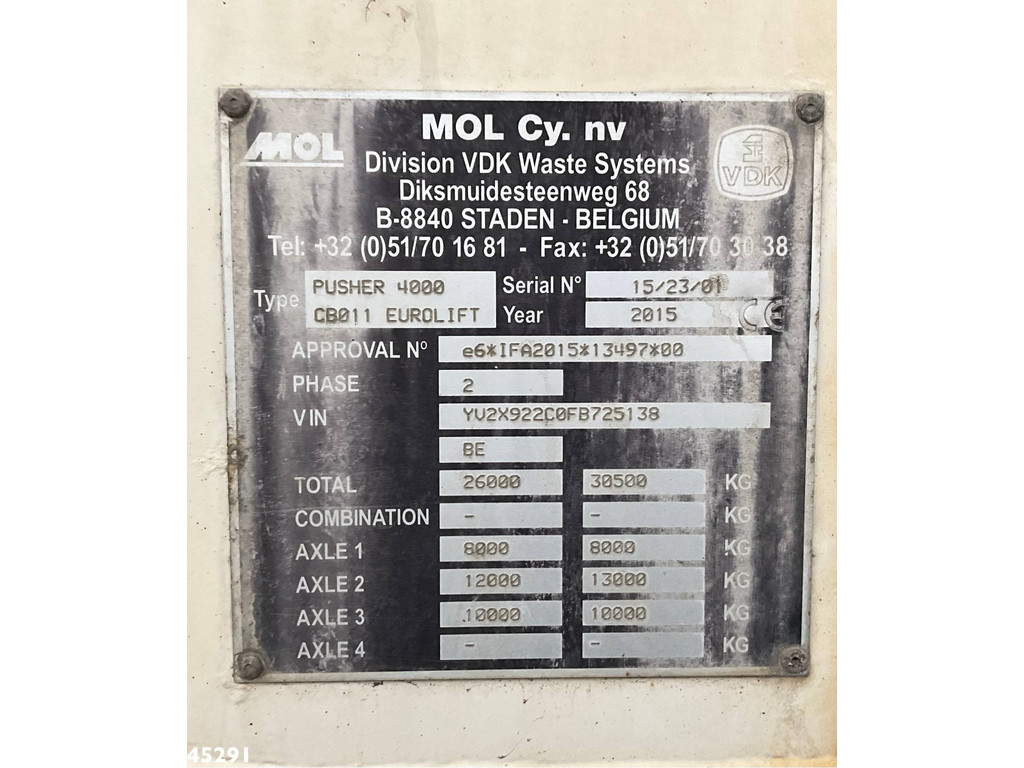 MOL
MOL Cy. nv
VDK
Division VDK Waste Systems
Diksmuidesteenweg 68
B-8840 STADEN - BELGIUM
Tel: +32 (0)51/70 16 81 - Fax: +32 (0)51/70 30 38
Type PUSHER 4000 Serial N° 15/23/01
CB011 EUROLIFT Year 2015 CE
APPROVAL N° e6*IFA2015*13497*00
PHASE 2
VIN YV2X922C0FB725138
BE
TOTAL 26000 30500 KG
COMBINATION - - KG
AXLE 1 8000 8000 KG
AXLE 2 12000 13000 KG
AXLE 3 10000 10000 KG
AXLE 4 - - KG
45291